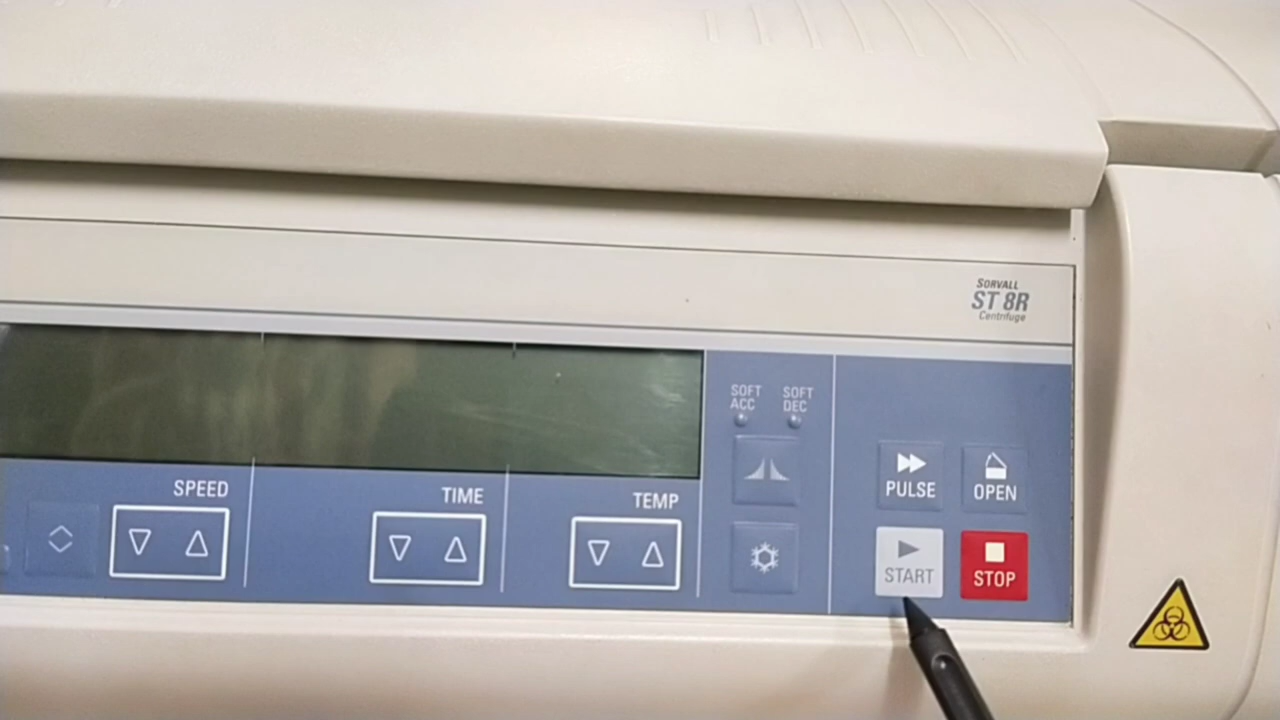 SORVALL
ST 8R
Centrifuge
SOFT
ACC
SOFT
DEC
SPEED
TIME
TEMP
PULSE
OPEN
START
STOP